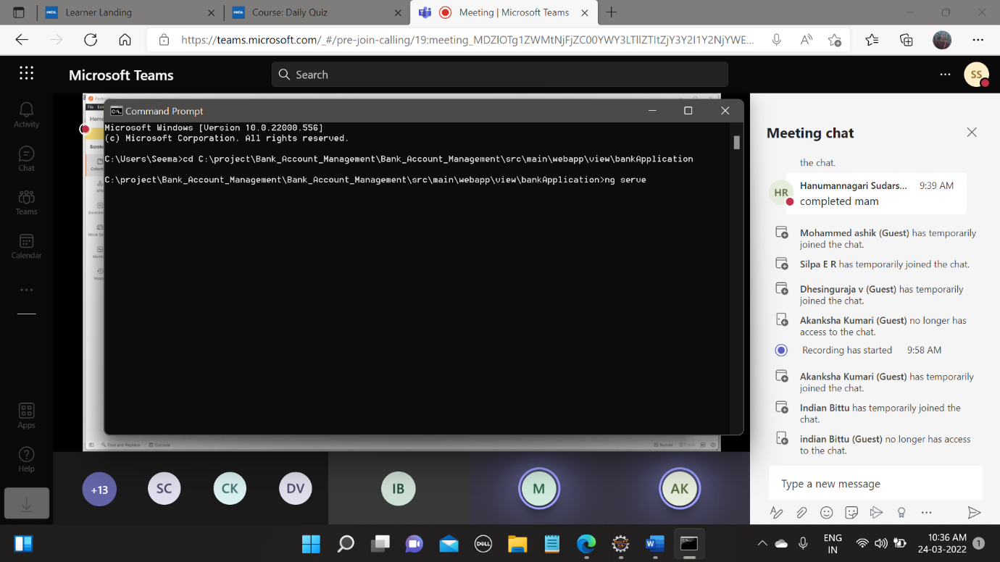 Learner Landing
Course: Daily Quiz
Meeting | Microsoft Teams
https://teams.microsoft.com/_#/pre-join-calling/19:meeting_MDZlOTg1ZWMtNjFjZC00YWY3LTllZTItZjY3Y2I1Y2NjYWE...
Microsoft Teams
Search
SS
Activity
Chat
Teams
Calendar
Apps
Help
Command Prompt
Microsoft Windows [Version 10.0.22000.556]
(c) Microsoft Corporation. All rights reserved.
C:\Users\Seema>cd C:\project\Bank_Account_Management\Bank_Account_Management\src\main\webapp\view\bankApplication
C:\project\Bank_Account_Management\Bank_Account_Management\src\main\webapp\view\bankApplication>ng serve
Find and Replace
Console
Runner
Trash
+13
SC
CK
DV
IB
M
AK
Meeting chat
the chat.
HR
Hanumannagari Sudars... 9:39 AM
completed mam
Mohammed ashik (Guest) has temporarily
joined the chat.
Silpa E R has temporarily joined the chat.
Dhesinguraja v (Guest) has temporarily
joined the chat.
Akanksha Kumari (Guest) no longer has
access to the chat.
Recording has started 9:58 AM
Akanksha Kumari (Guest) has temporarily
joined the chat.
Indian Bittu has temporarily joined the
chat.
indian Bittu (Guest) no longer has access
to the chat.
Type a new message
DELL
ENG
IN
10:36 AM
24-03-2022
1